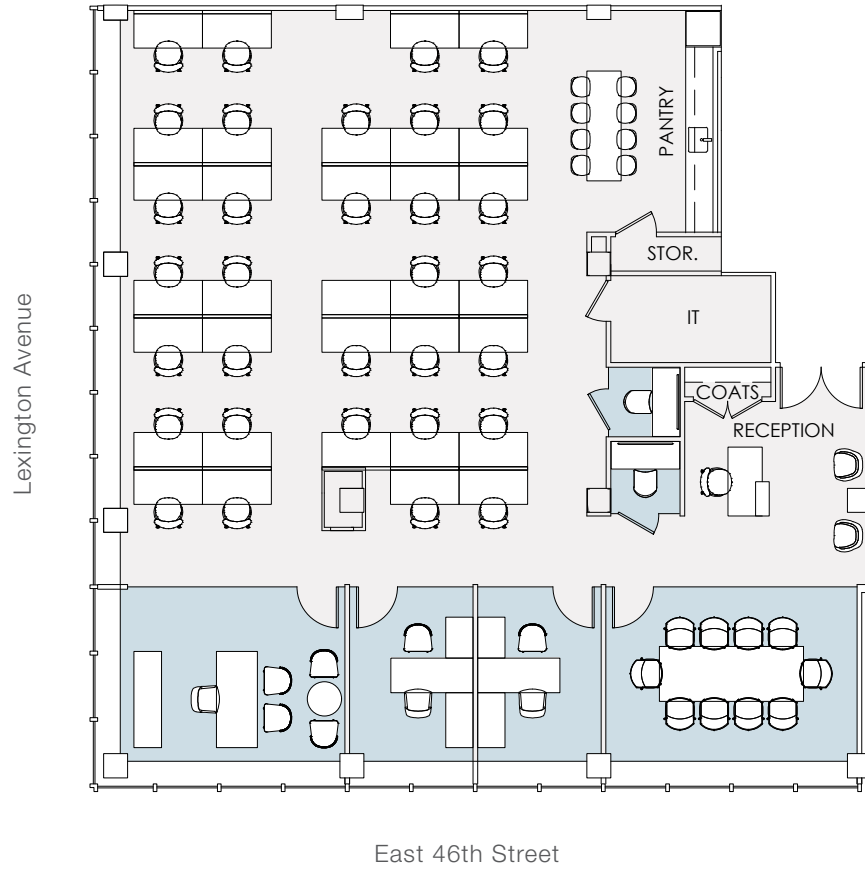 PANTRY
STOR.
Lexington Avenue
IT
COATS
RECEPTION
East 46th Street